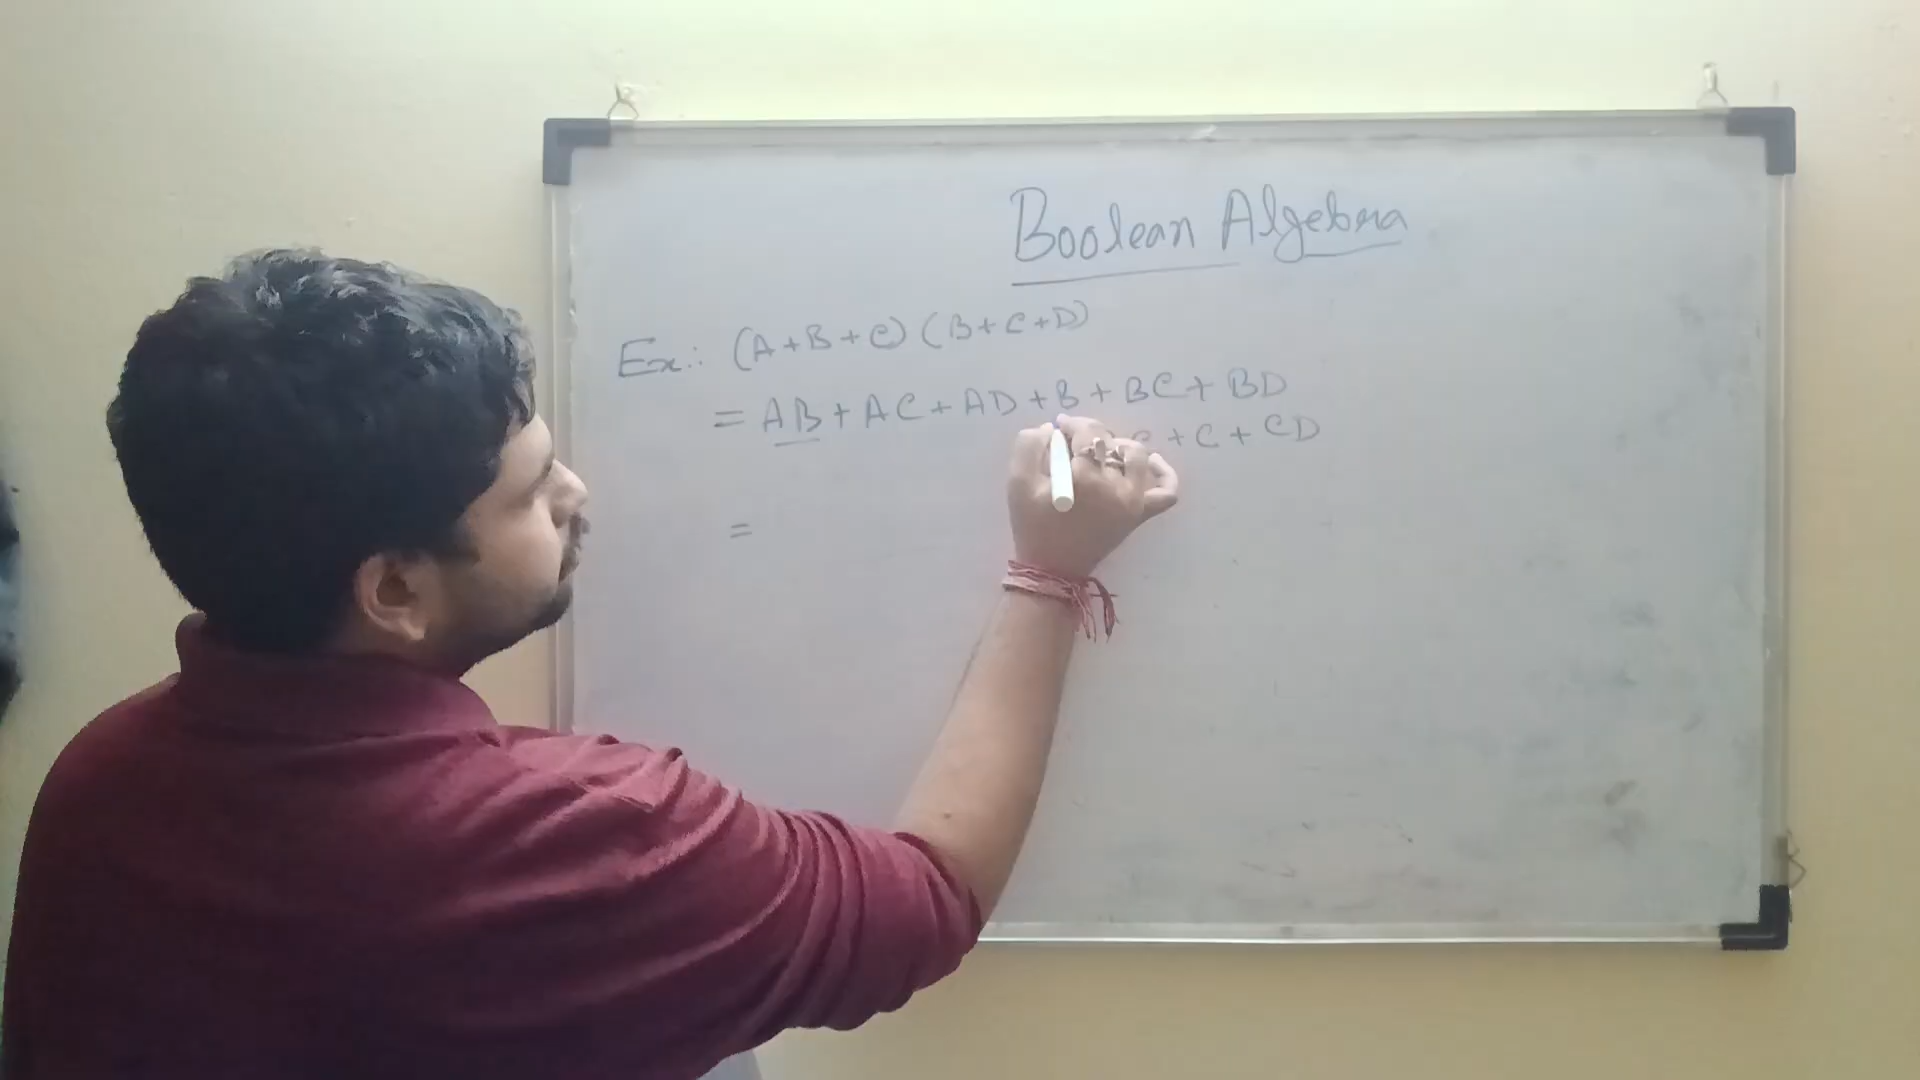 Boolean Algebra
Ex.: (A+B+C) (B+C+D)
= AB + AC + AD + B + BC + BD
+ C + CD
=